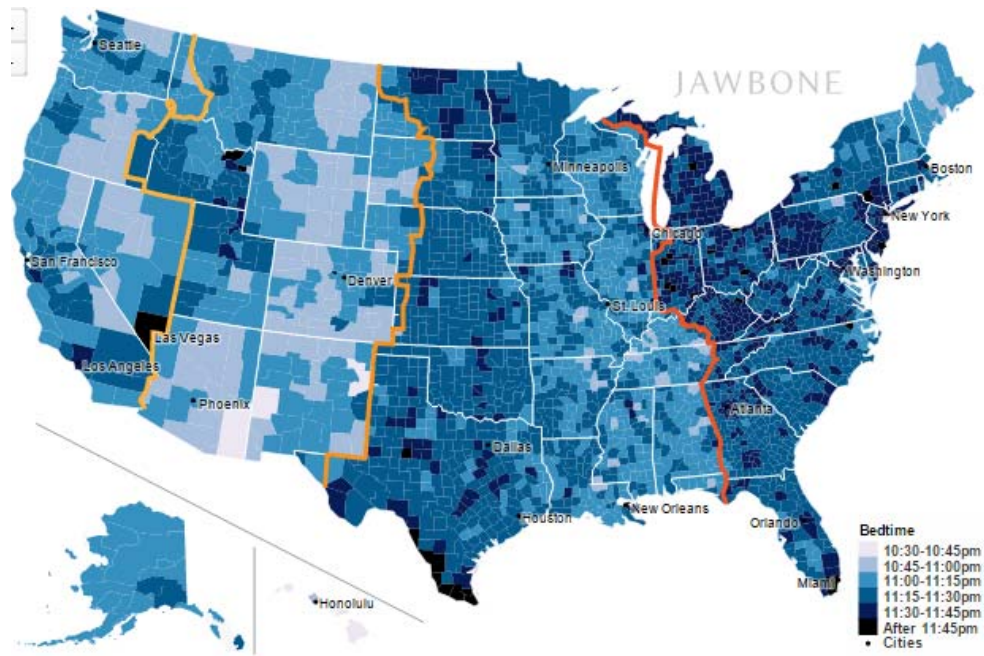 Seattle
JAWBONE
Minneapolis
Boston
New York
Chicago
San Francisco
Denver
Washington
St. Louis
Las Vegas
Los Angeles
Phoenix
Atlanta
Dallas
New Orleans
Houston
Orlando
Miami
Honolulu
Bedtime
10:30-10:45pm
10:45-11:00pm
11:00-11:15pm
11:15-11:30pm
11:30-11:45pm
After 11:45pm
Cities